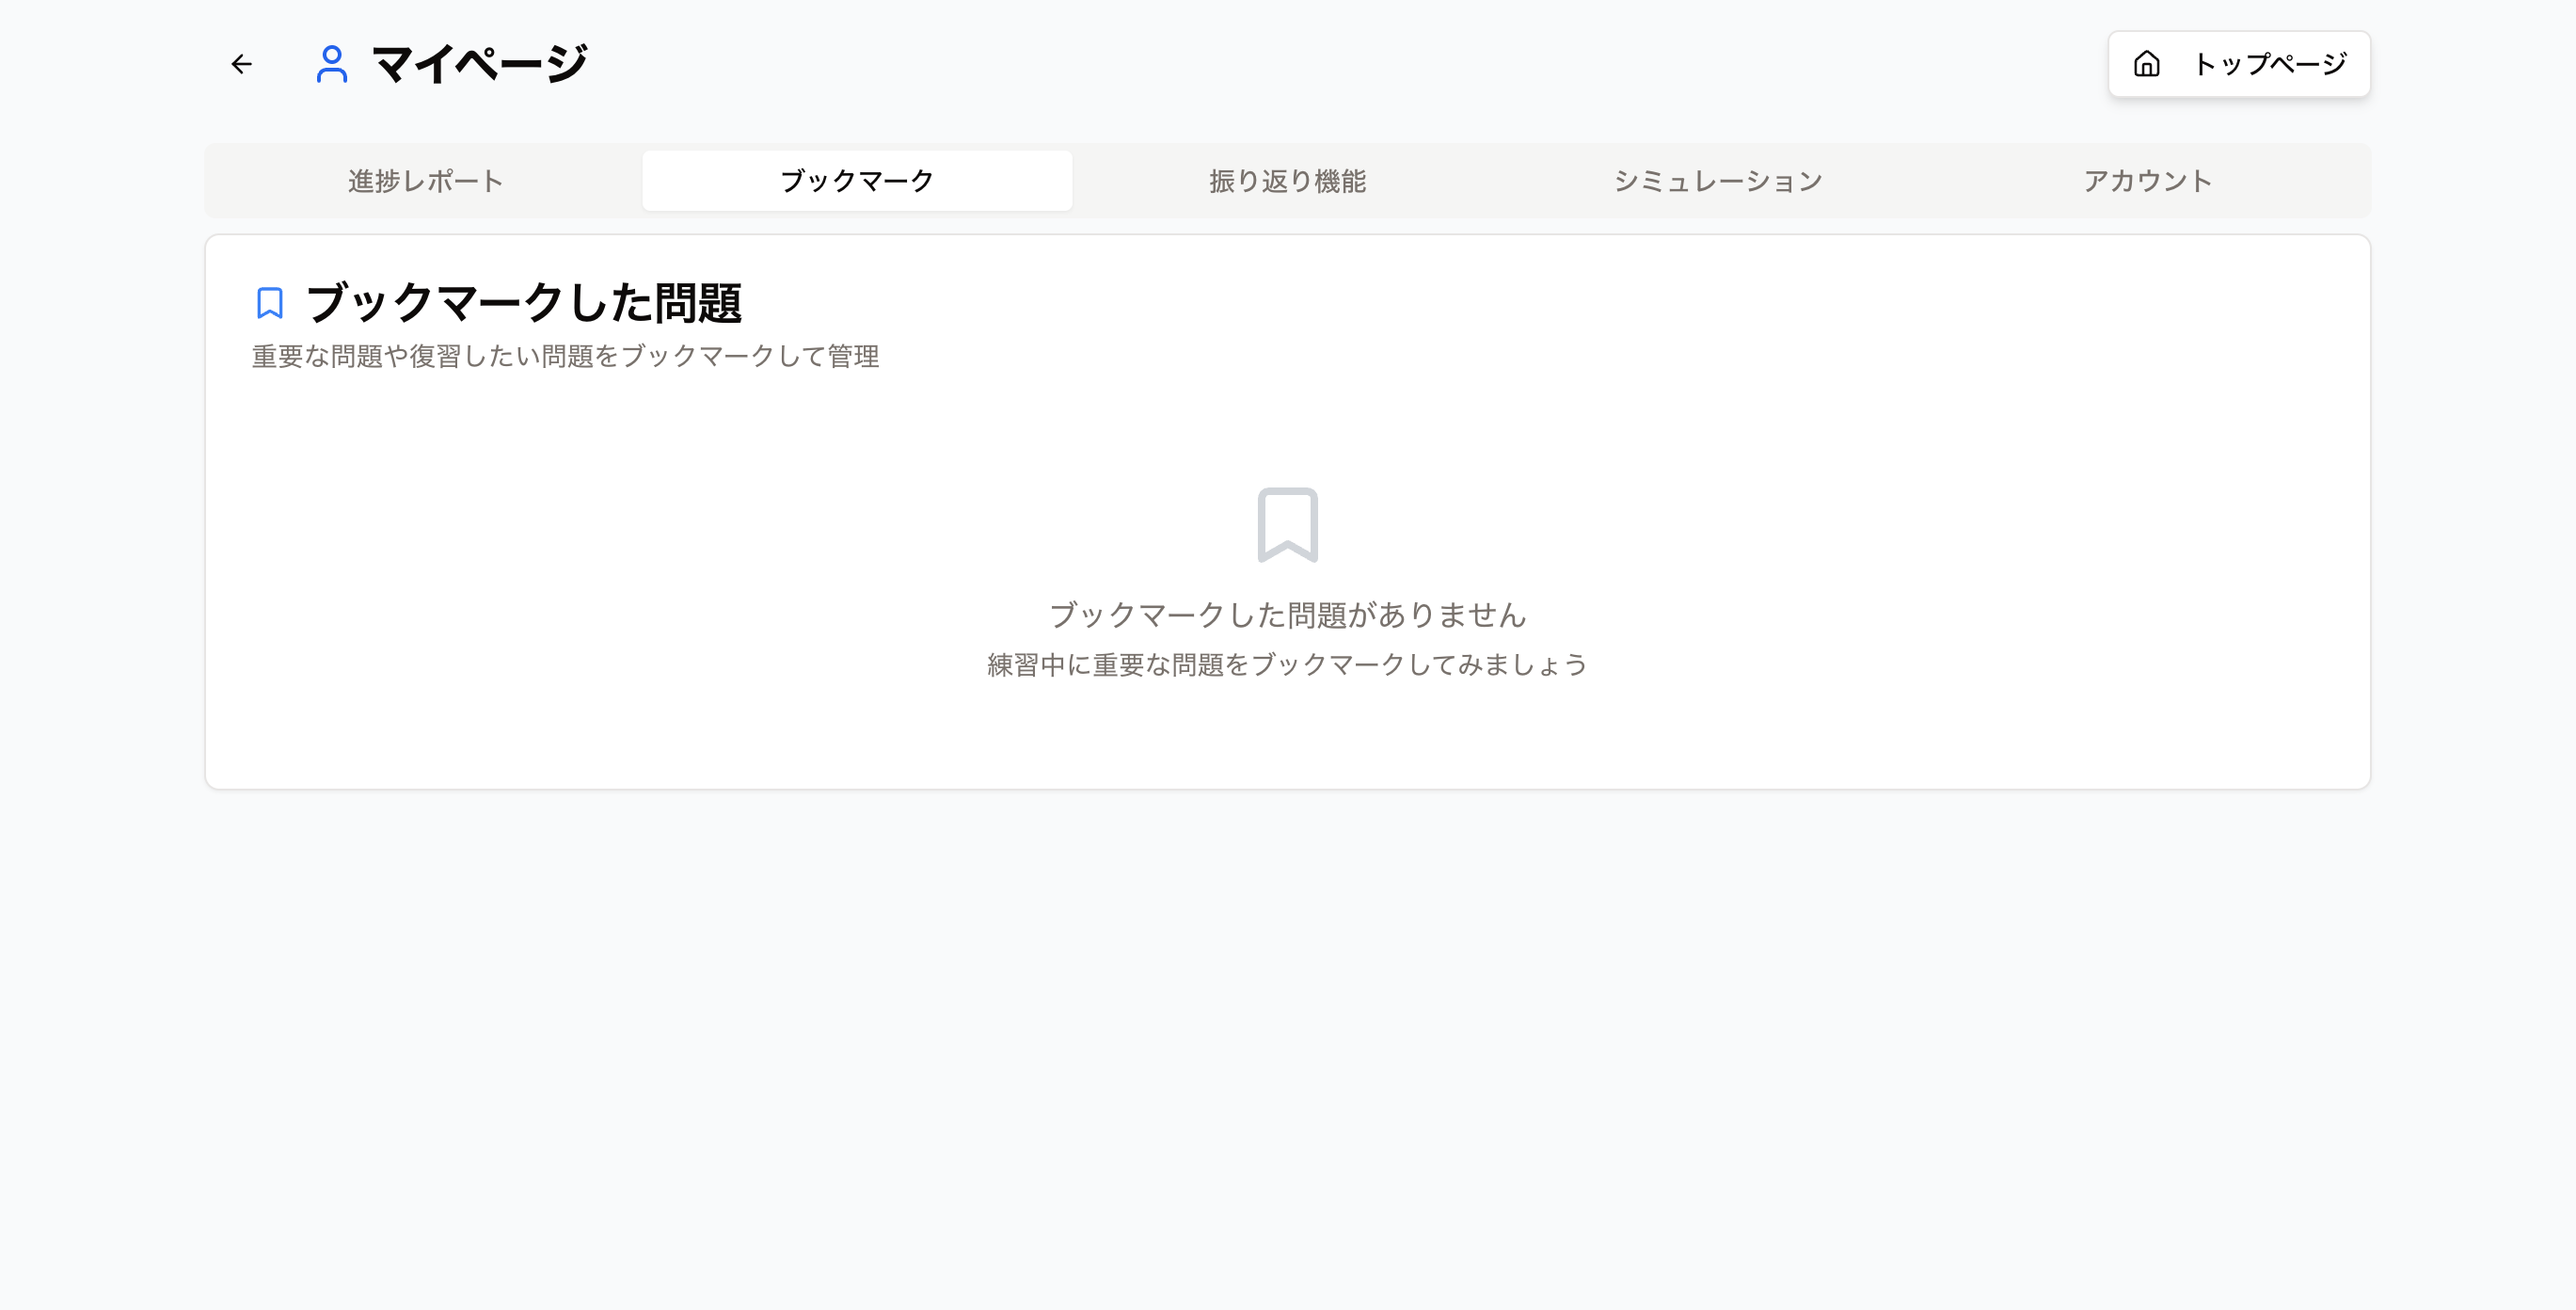 マイページ
トップページ
進捗レポート
ブックマーク
振り返り機能
シミュレーション
アカウント
ブックマークした問題
重要な問題や復習したい問題をブックマークして管理
ブックマークした問題がありません
練習中に重要な問題をブックマークしてみましょう